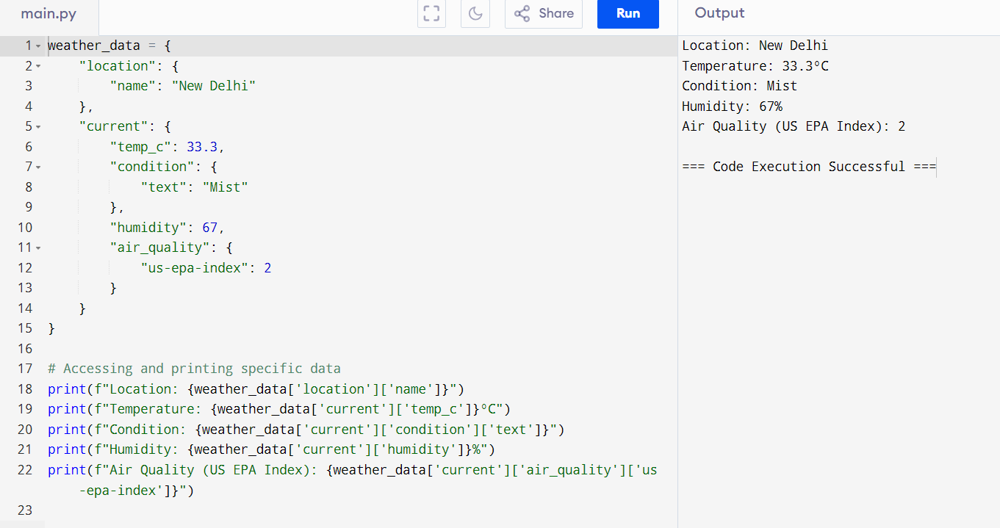 main.py
Share
Run
Output
1 weather_data = {
2     "location": {
3         "name": "New Delhi"
4     },
5     "current": {
6         "temp_c": 33.3,
7         "condition": {
8             "text": "Mist"
9         },
10         "humidity": 67,
11         "air_quality": {
12             "us-epa-index": 2
13         }
14     }
15 }
16
17 # Accessing and printing specific data
18 print(f"Location: {weather_data['location']['name']}")
19 print(f"Temperature: {weather_data['current']['temp_c']}°C")
20 print(f"Condition: {weather_data['current']['condition']['text']}")
21 print(f"Humidity: {weather_data['current']['humidity']}%")
22 print(f"Air Quality (US EPA Index): {weather_data['current']['air_quality']['us
-epa-index']}")
23
Location: New Delhi
Temperature: 33.3°C
Condition: Mist
Humidity: 67%
Air Quality (US EPA Index): 2
=== Code Execution Successful ===